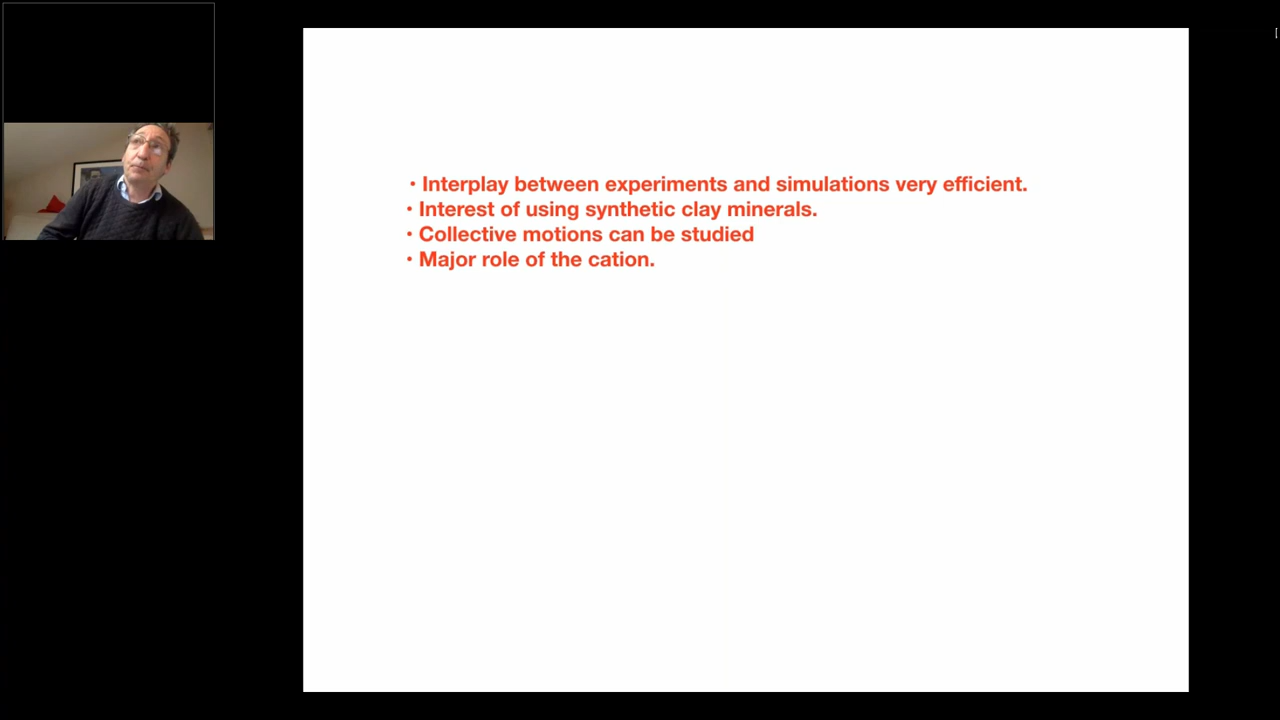 • Interplay between experiments and simulations very efficient.
• Interest of using synthetic clay minerals.
• Collective motions can be studied
• Major role of the cation.